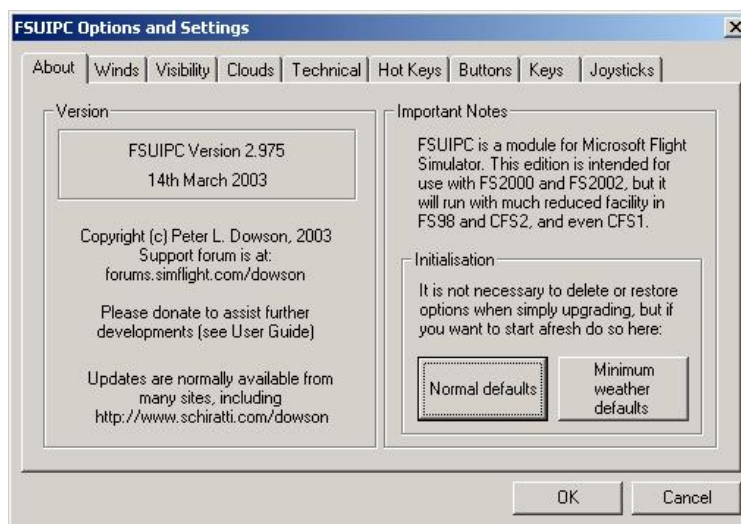 FSUIPC Options and Settings
About
Winds
Visibility
Clouds
Technical
Hot Keys
Buttons
Keys
Joysticks
Version
FSUIPC Version 2.975
14th March 2003
Copyright (c) Peter L. Dowson, 2003
Support forum is at:
forums.simflight.com/dowson
Please donate to assist further
developments (see User Guide)
Updates are normally available from
many sites, including
http://www.schiratti.com/dowson
Important Notes
FSUIPC is a module for Microsoft Flight
Simulator. This edition is intended for
use with FS2000 and FS2002, but it
will run with much reduced facility in
FS98 and CFS2, and even CFS1.
Initialisation
It is not necessary to delete or restore
options when simply upgrading, but if
you want to start afresh do so here:
Normal defaults
Minimum
weather
defaults
OK
Cancel